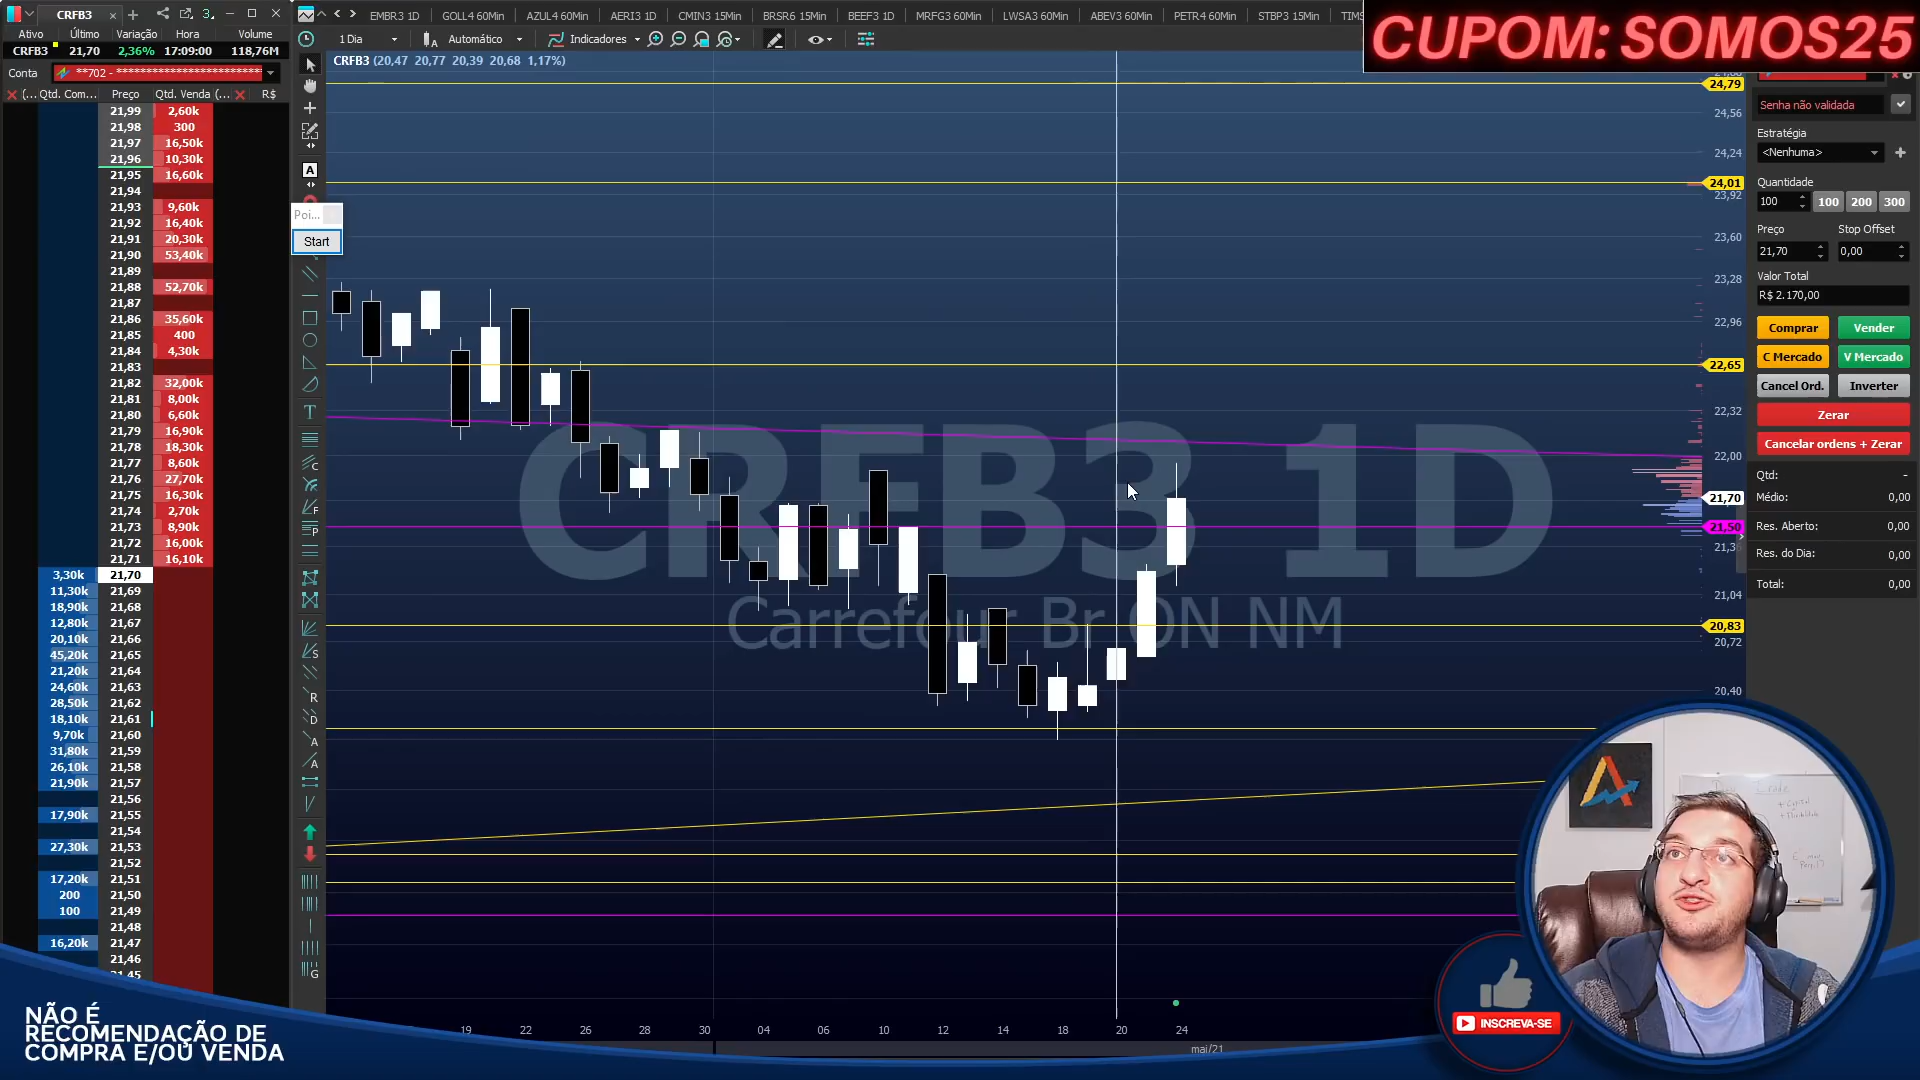 CRFB3
3
EMBR3 1D
GOLL4 60Min
AZUL4 60Min
AERI3 1D
CMIN3 15Min
BRSR6 15Min
BEEF3 1D
MRFG3 60Min
LWSA3 60Min
ABEV3 60Min
PETR4 60Min
STBP3 15Min
TIMS
CUPOM: SOMOS25
Ativo Último Variação Hora Volume
CRFB3 21,70 2,36% 17:09:00 118,76M
Conta **702 - ****************************
1 Dia
Automático
Indicadores
CRFB3 (20,47 20,77 20,39 20,68 1,17%)
(... Qtd. Com... Preço Qtd. Venda (... R$
21,99 2,60k
21,98 300
21,97 16,50k
21,96 10,30k
21,95 16,60k
21,94
21,93 9,60k
21,92 16,40k
21,91 20,30k
21,90 53,40k
21,89
21,88 52,70k
21,87
21,86 35,60k
21,85 400
21,84 4,30k
21,83
21,82 32,00k
21,81 8,00k
21,80 6,60k
21,79 16,90k
21,78 18,30k
21,77 8,60k
21,76 27,70k
21,75 16,30k
21,74 2,70k
21,73 8,90k
21,72 16,00k
21,71 16,10k
3,30k 21,70
11,30k 21,69
18,90k 21,68
12,80k 21,67
20,10k 21,66
45,20k 21,65
21,20k 21,64
24,60k 21,63
28,50k 21,62
18,10k 21,61
9,70k 21,60
31,80k 21,59
26,10k 21,58
21,90k 21,57
21,56
17,90k 21,55
21,54
27,30k 21,53
21,52
17,20k 21,51
200 21,50
100 21,49
21,48
16,20k 21,47
21,46
21,45
Poi...
Start
A
T
C
F
P
S
R
D
A
A
G
CRFB3 1D
Carrefour Br ON NM
24,79
24,56
24,24
24,01
23,92
23,60
23,28
22,96
22,65
22,32
22,00
21,70
21,50
21,3
21,04
20,83
20,72
20,40
19 22 26 28 30 04 06 10 12 14 18 20 24
mai/21
Senha não validada
Estratégia
<Nenhuma>
Quantidade
100 100 200 300
Preço Stop Offset
21,70 0,00
Valor Total
R$ 2.170,00
Comprar Vender
C Mercado V Mercado
Cancel Ord. Inverter
Zerar
Cancelar ordens + Zerar
Qtd: -
Médio: 0,00
Res. Aberto: 0,00
Res. do Dia: 0,00
Total: 0,00
NÃO É
RECOMENDAÇÃO DE
COMPRA E/OU VENDA
INSCREVA-SE